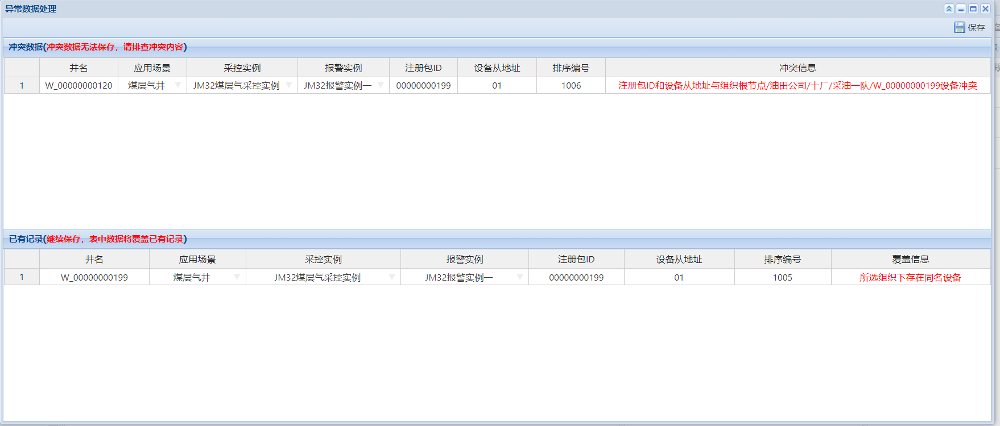 异常数据处理
保存
冲突数据(冲突数据无法保存，请排查冲突内容)
井名 应用场景 采控实例 报警实例 注册包ID 设备从地址 排序编号 冲突信息
1 W_00000000120 煤层气井 JM32煤层气采控实例 JM32报警实例一 00000000199 01 1006 注册包ID和设备从地址与组织根节点/油田公司/十厂/采油一队/W_00000000199设备冲突
已有记录(继续保存，表中数据将覆盖已有记录)
井名 应用场景 采控实例 报警实例 注册包ID 设备从地址 排序编号 覆盖信息
1 W_00000000199 煤层气井 JM32煤层气采控实例 JM32报警实例一 00000000199 01 1005 所选组织下存在同名设备